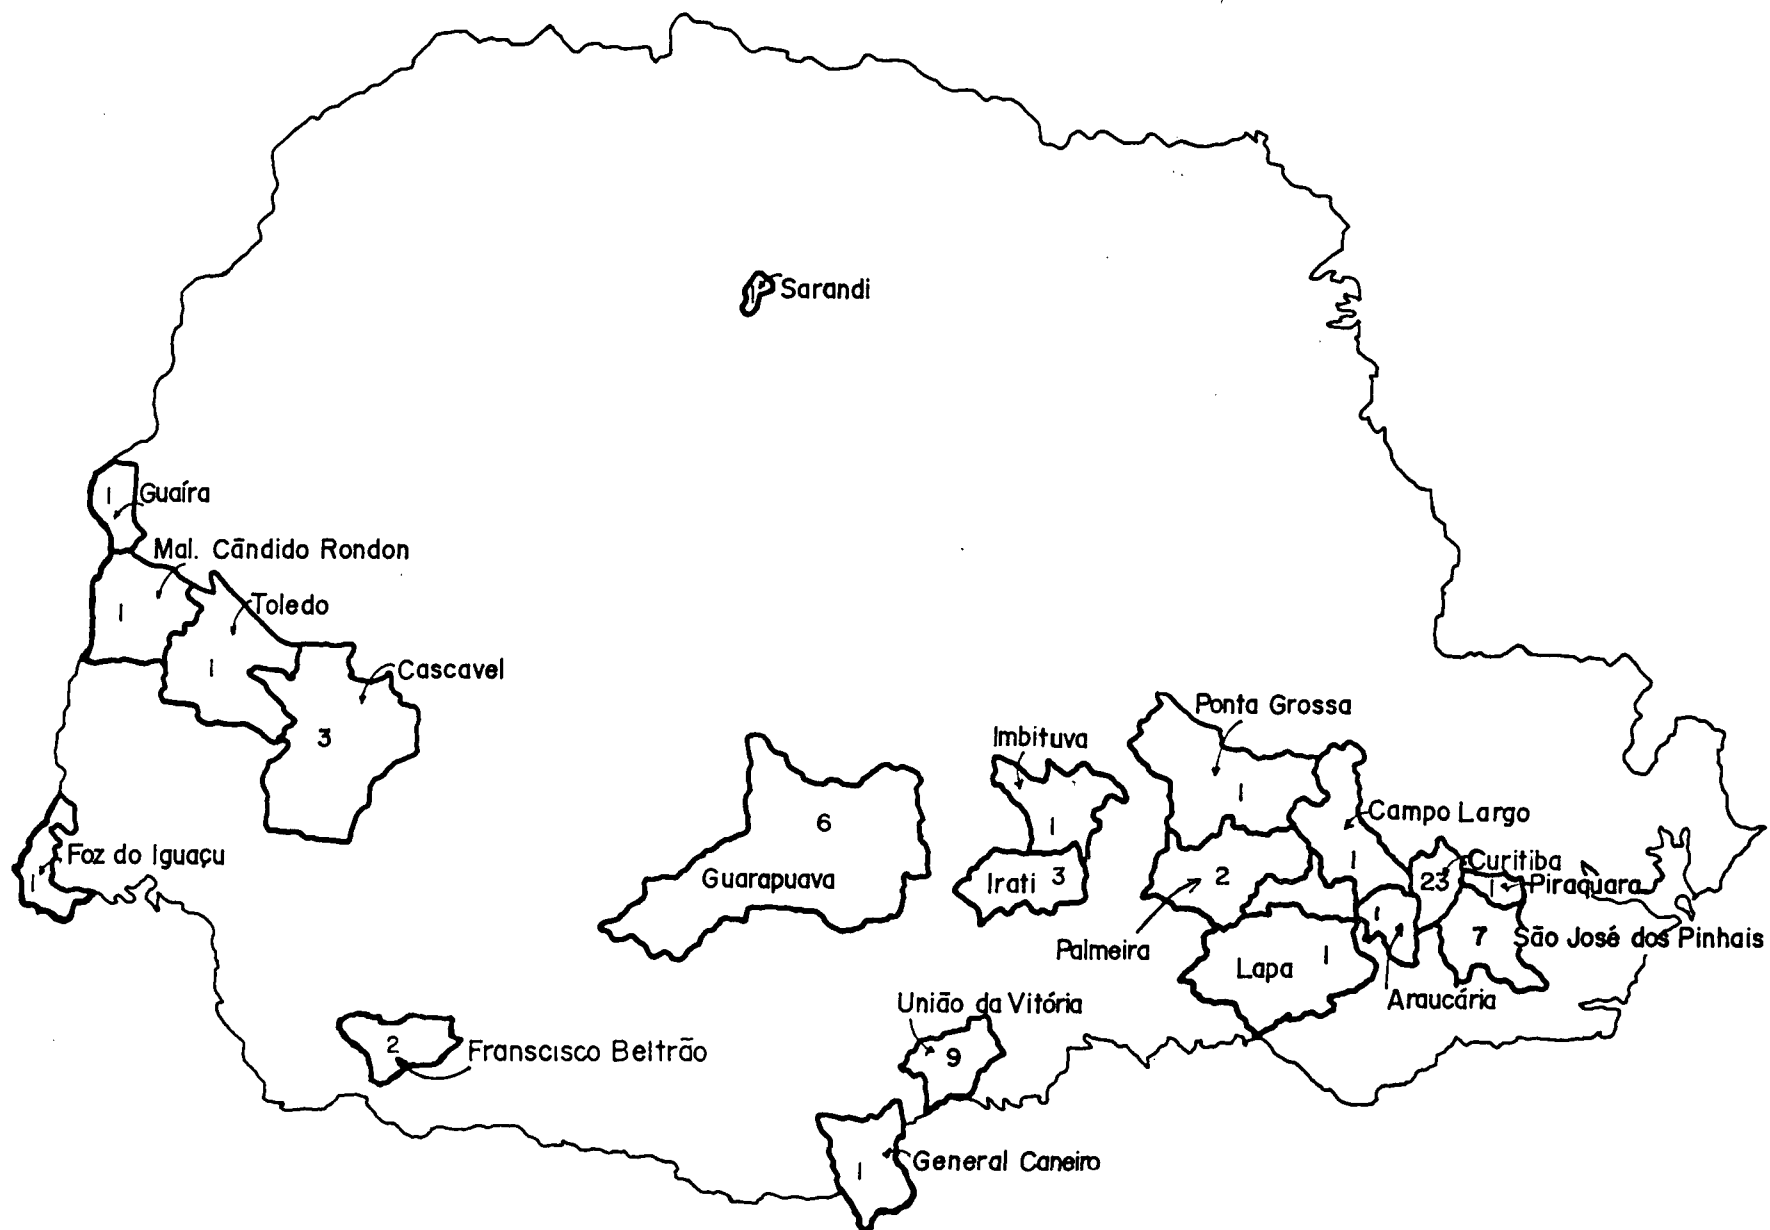 1 Sarandi
1 Guaíra
Mal. Cāndido Rondon
1
Toledo
1
Cascavel
3
Ponta Grossa
1
Imbituva
1
6
Guarapuava
Campo Largo
1
Foz do Iguaçu
1
Irati 3
2
Palmeira
Curitiba
23
1 Piraquara
1
Araucária
7 São José dos Pinhais
Lapa 1
União da Vitória
9
2
Franscisco Beltrão
General Caneiro
1